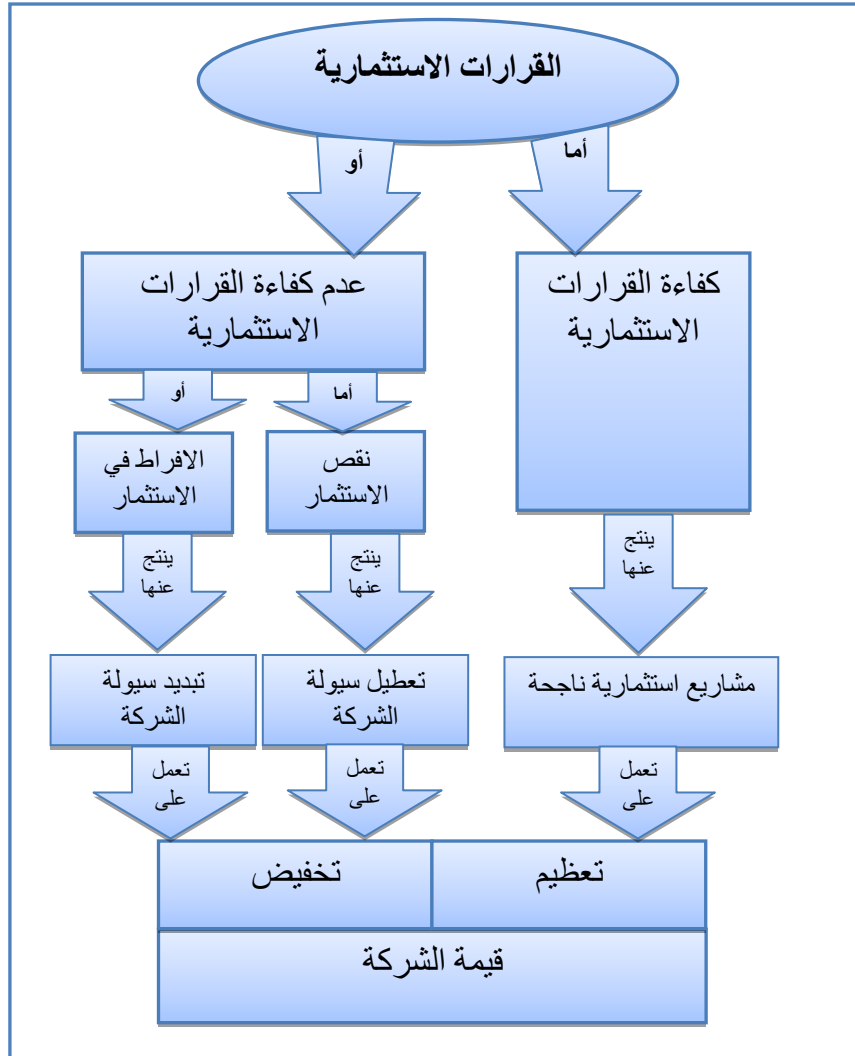 القرارات الاستثمارية
أما
أو
كفاءة القرارات
الاستثمارية
عدم كفاءة القرارات
الاستثمارية
أما
أو
نقص
الاستثمار
الافراط في
الاستثمار
ينتج
عنها
ينتج
عنها
ينتج
عنها
مشاريع استثمارية ناجحة
تعطيل سيولة
الشركة
تبديد سيولة
الشركة
تعمل
على
تعمل
على
تعمل
على
تعظيم
تخفيض
قيمة الشركة